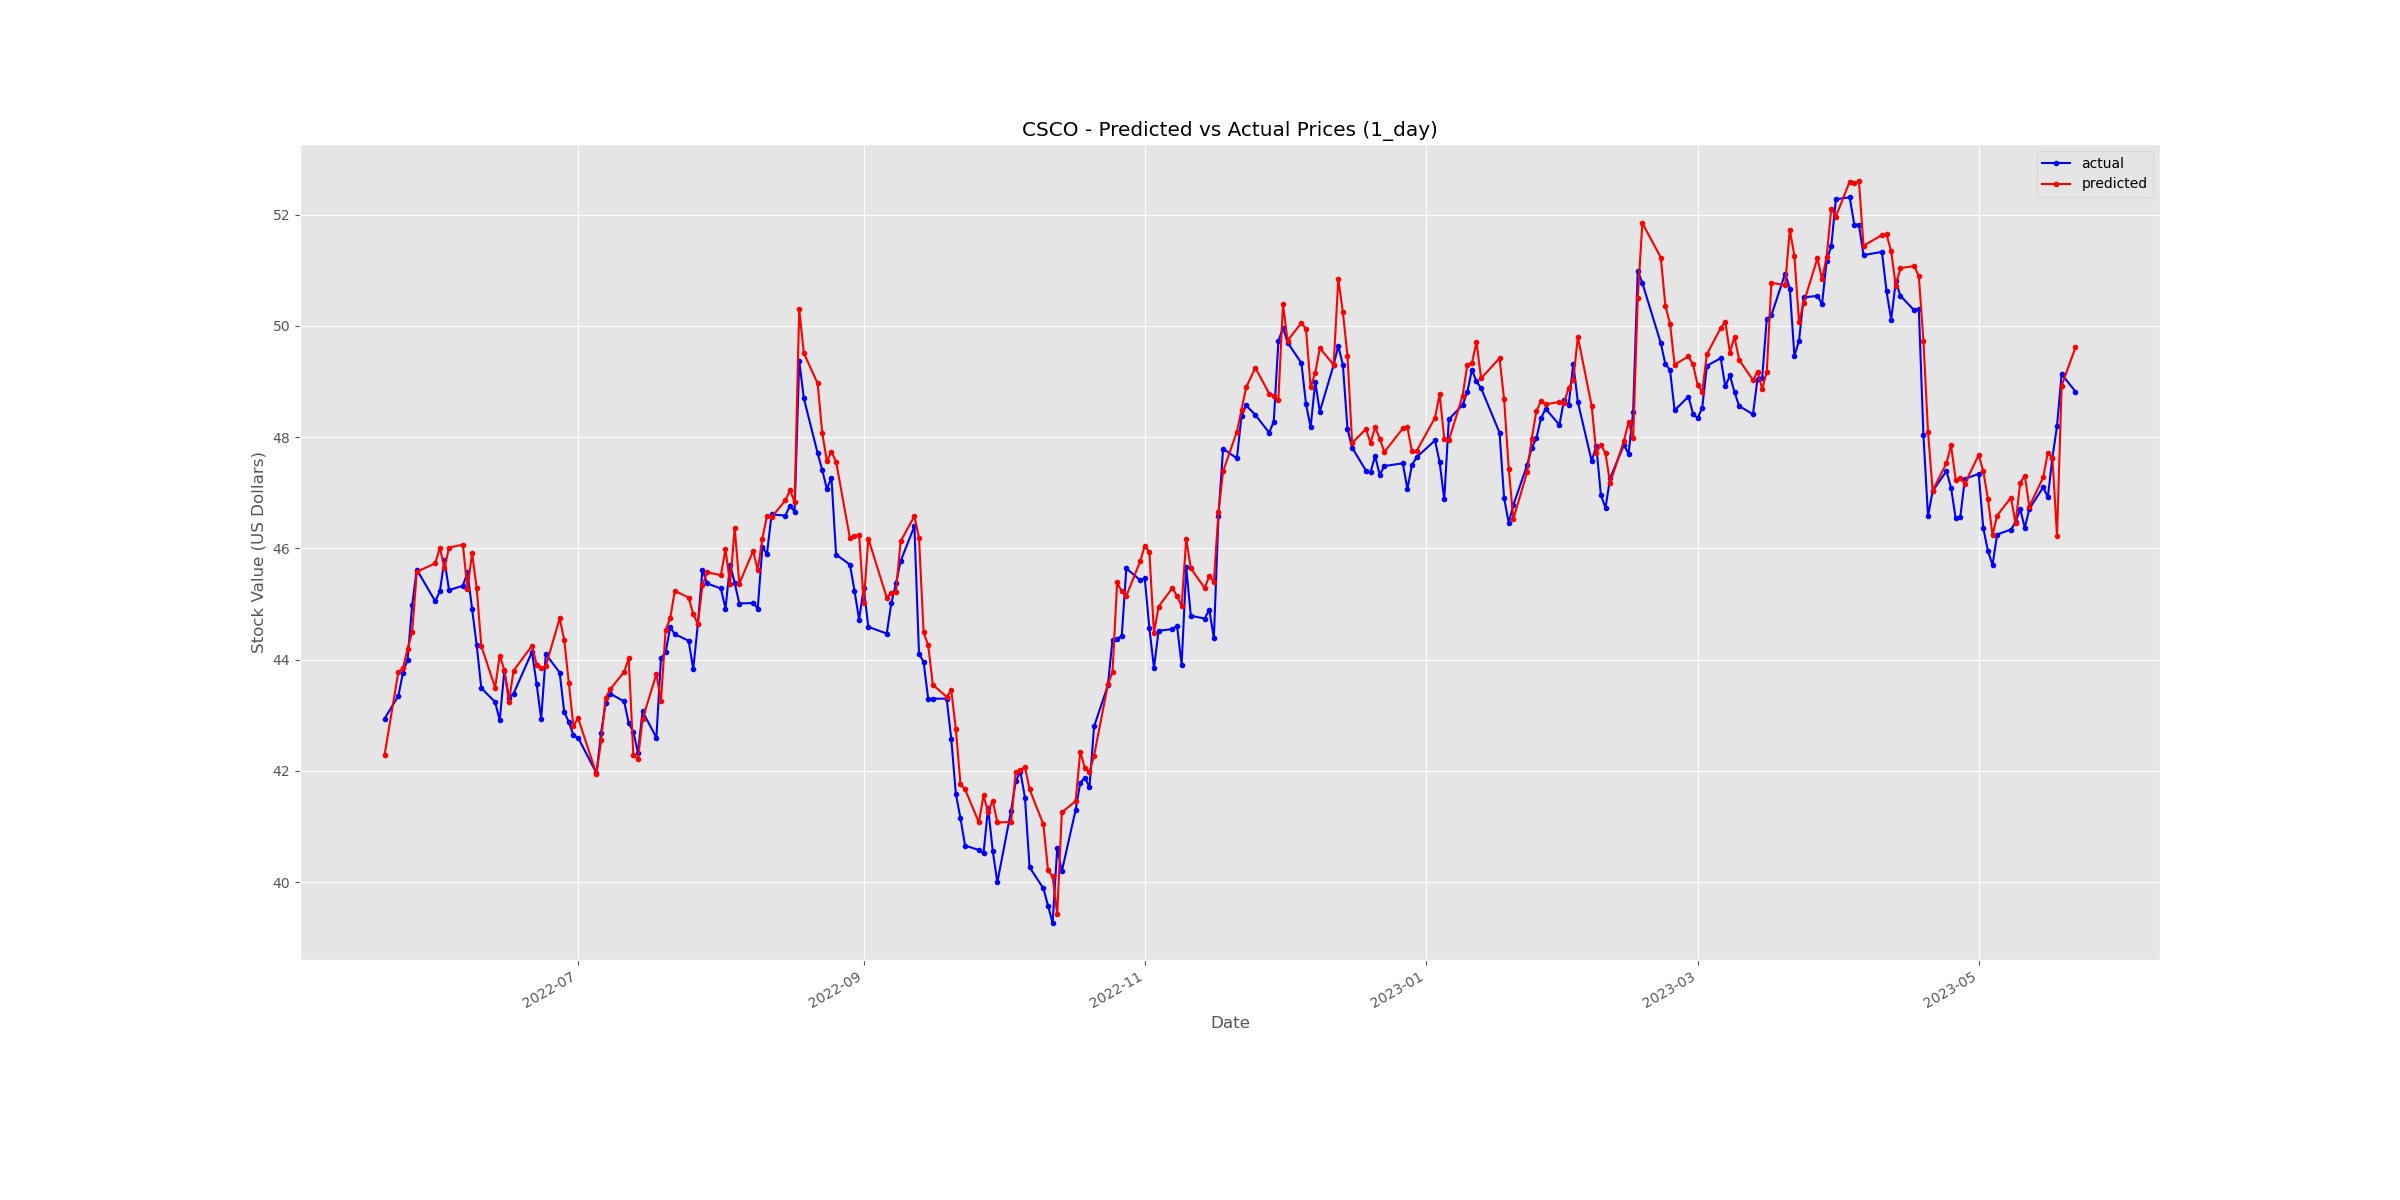 CSCO - Predicted vs Actual Prices (1_day)
actual
predicted
52
50
48
46
44
42
40
Stock Value (US Dollars)
2022-07
2022-09
2022-11
2023-01
2023-03
2023-05
Date